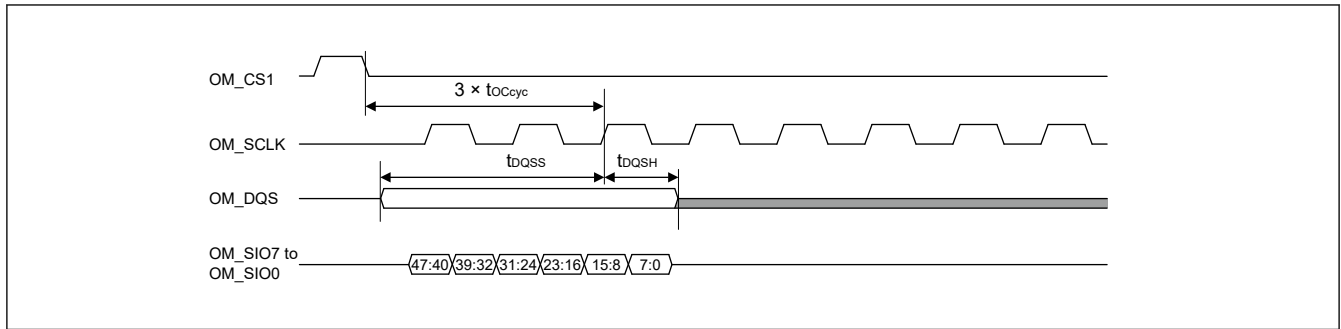 OM_CS1
3 × tOCcyc
OM_SCLK
tDQSS
tDQSH
OM_DQS
OM_SIO7 to
OM_SIO0
47:40 39:32 31:24 23:16 15:8 7:0